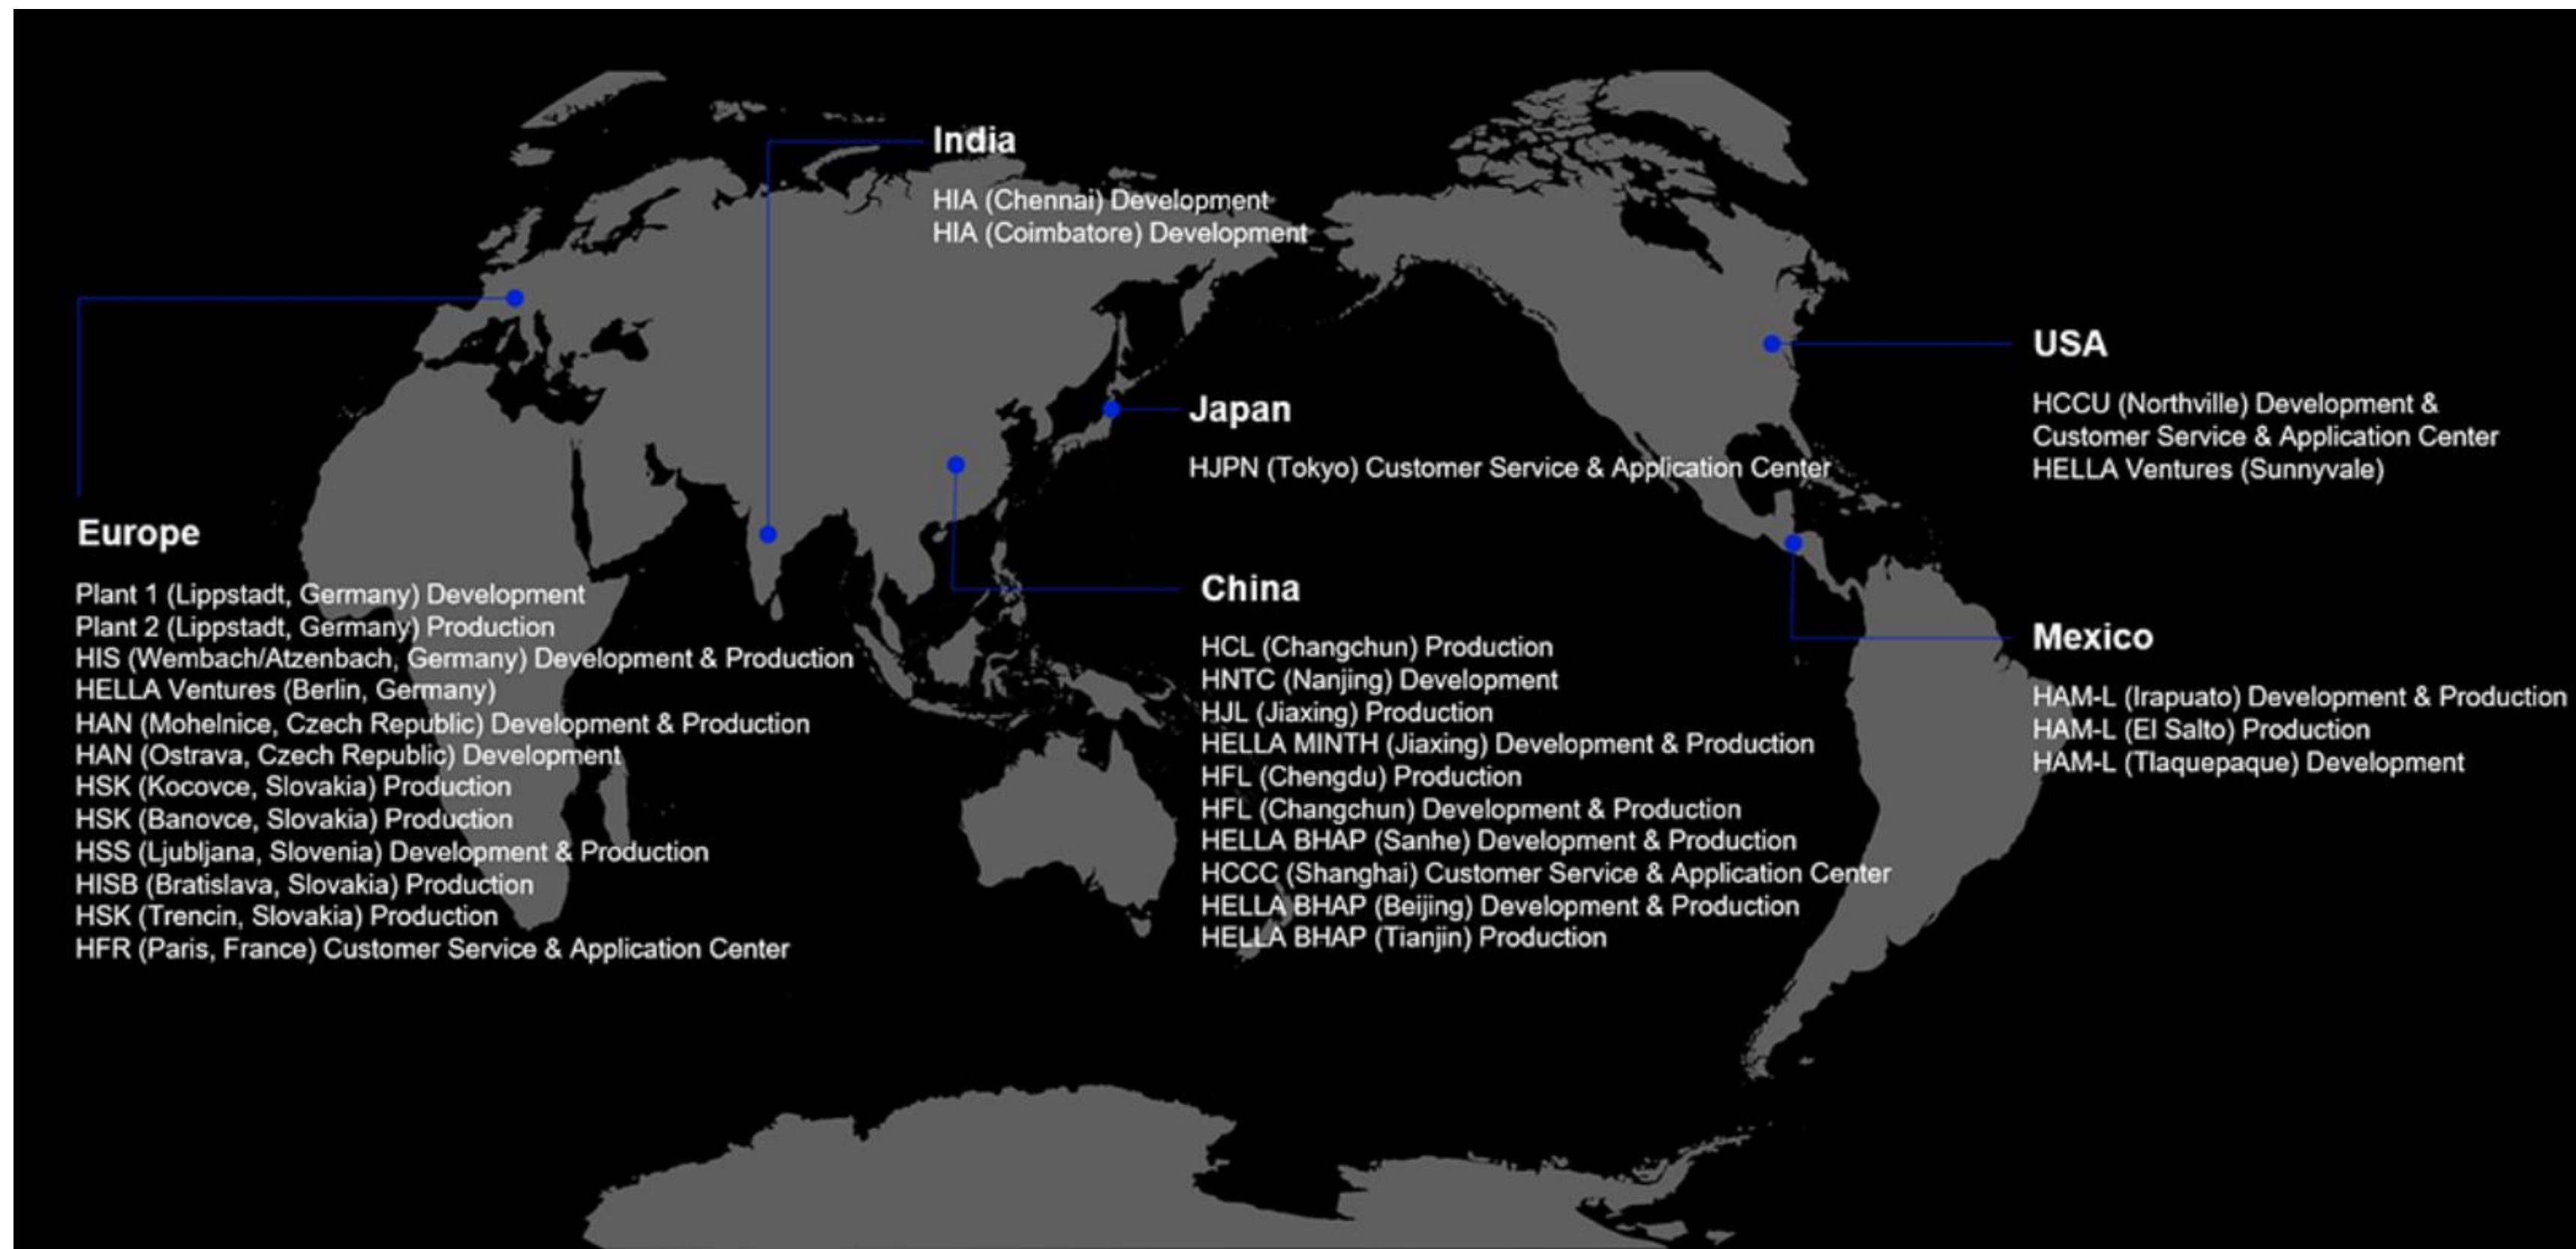 India
HIA (Chennai) Development
HIA (Coimbatore) Development
USA
HCCU (Northville) Development &
Customer Service & Application Center
HELLA Ventures (Sunnyvale)
Japan
HJPN (Tokyo) Customer Service & Application Center
Europe
Plant 1 (Lippstadt, Germany) Development
Plant 2 (Lippstadt, Germany) Production
HIS (Wembach/Atzenbach, Germany) Development & Production
HELLA Ventures (Berlin, Germany)
HAN (Mohelnice, Czech Republic) Development & Production
HAN (Ostrava, Czech Republic) Development
HSK (Kocovce, Slovakia) Production
HSK (Banovce, Slovakia) Production
HSS (Ljubljana, Slovenia) Development & Production
HISB (Bratislava, Slovakia) Production
HSK (Trencin, Slovakia) Production
HFR (Paris, France) Customer Service & Application Center
China
HCL (Changchun) Production
HNTC (Nanjing) Development
HJL (Jiaxing) Production
HELLA MINTH (Jiaxing) Development & Production
HFL (Chengdu) Production
HFL (Changchun) Development & Production
HELLA BHAP (Sanhe) Development & Production
HCCC (Shanghai) Customer Service & Application Center
HELLA BHAP (Beijing) Development & Production
HELLA BHAP (Tianjin) Production
Mexico
HAM-L (Irapuato) Development & Production
HAM-L (El Salto) Production
HAM-L (Tlaquepaque) Development